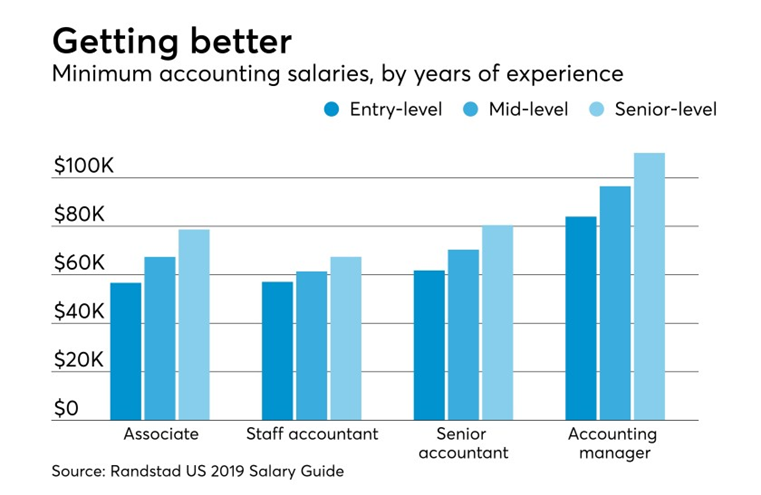 Getting better
Minimum accounting salaries, by years of experience
Entry-level Mid-level Senior-level
$100K
$80K
$60K
$40K
$20K
$0
Associate Staff accountant Senior accountant Accounting manager
Source: Randstad US 2019 Salary Guide